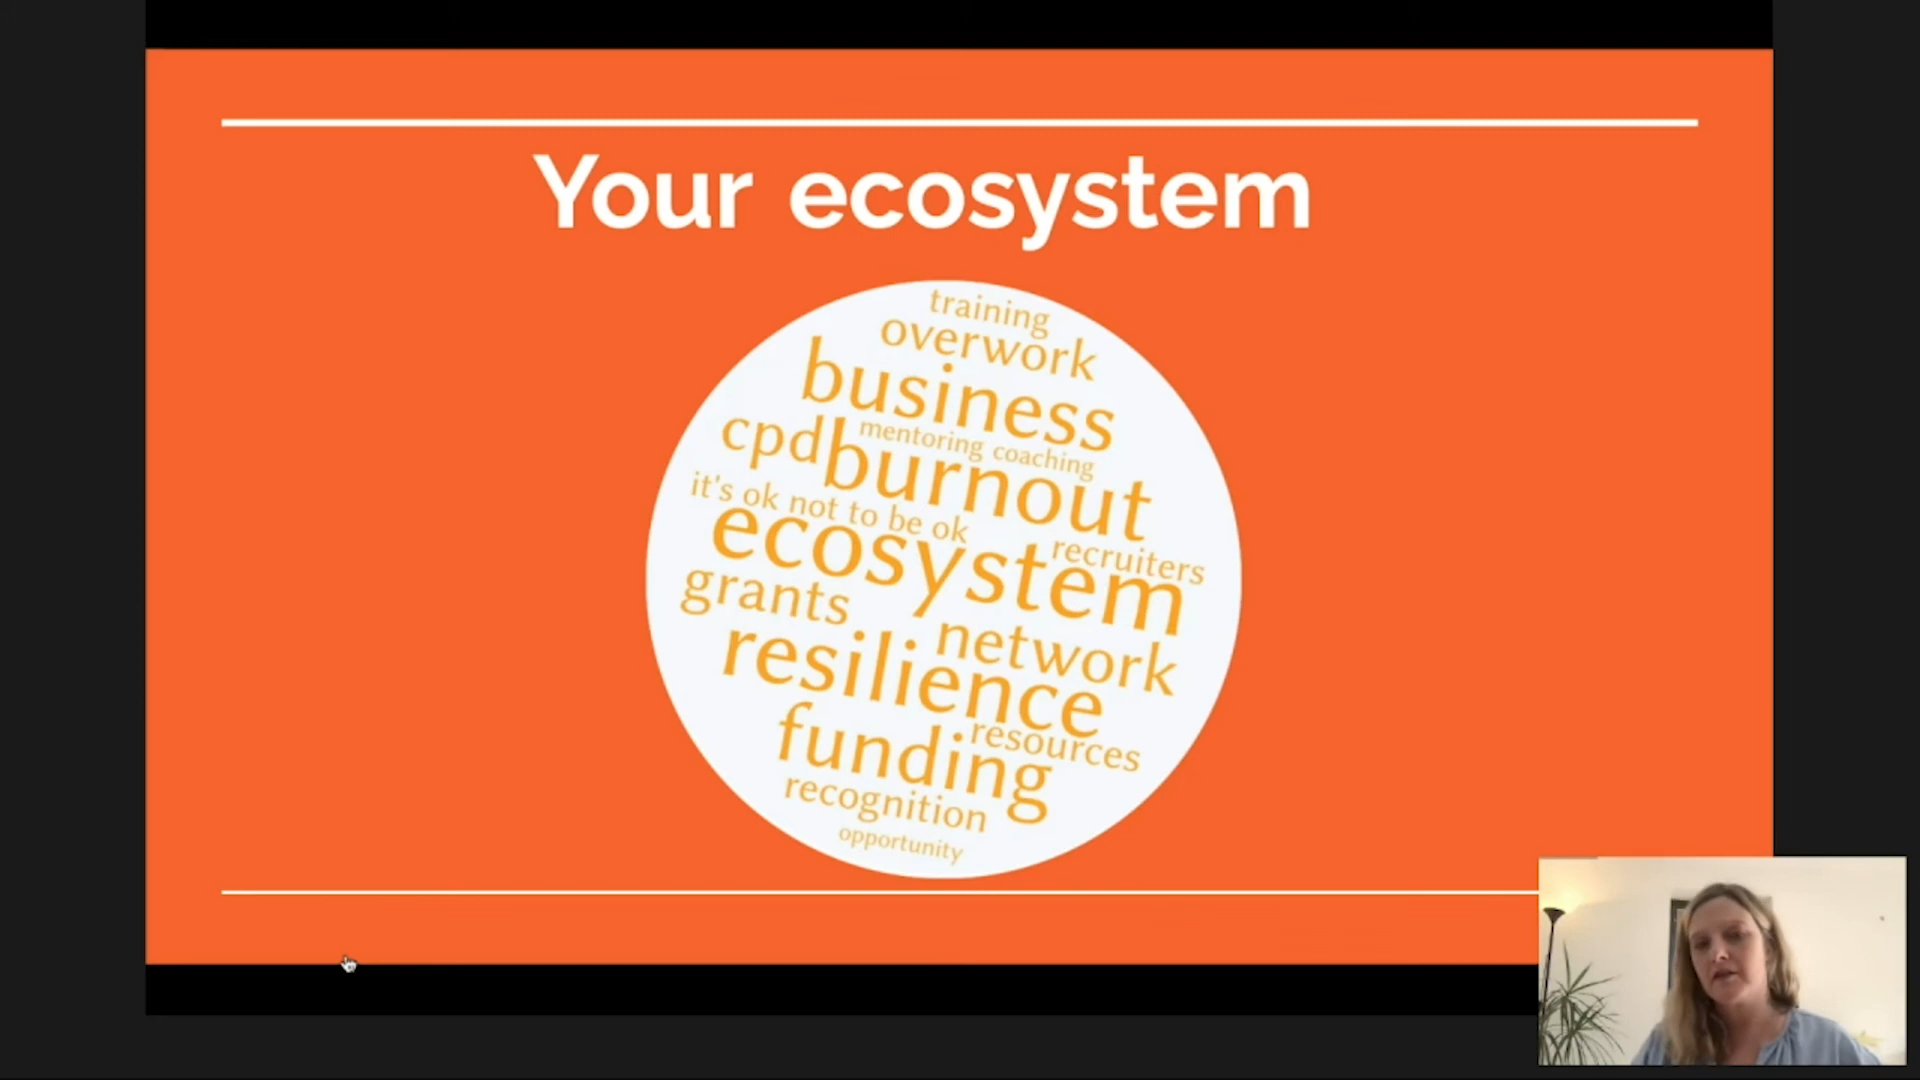 Your ecosystem
training
overwork
business
mentoring coaching
cpd
burnout
it's ok not to be ok
ecosystem
recruiters
grants
network
resilience
resources
funding
recognition
opportunity